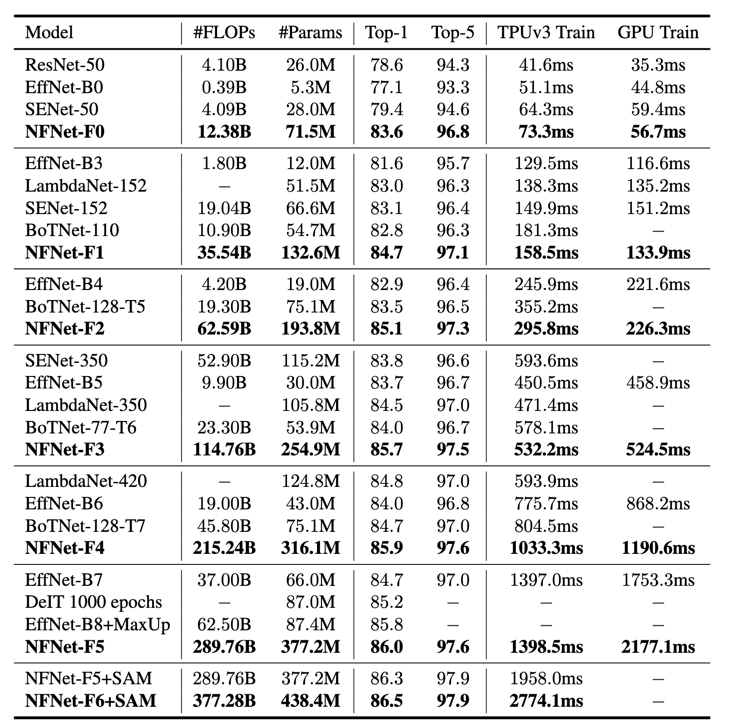 Model #FLOPs #Params Top-1 Top-5 TPUv3 Train GPU Train
ResNet-50 4.10B 26.0M 78.6 94.3 41.6ms 35.3ms
EffNet-B0 0.39B 5.3M 77.1 93.3 51.1ms 44.8ms
SENet-50 4.09B 28.0M 79.4 94.6 64.3ms 59.4ms
NFNet-F0 12.38B 71.5M 83.6 96.8 73.3ms 56.7ms
EffNet-B3 1.80B 12.0M 81.6 95.7 129.5ms 116.6ms
LambdaNet-152 – 51.5M 83.0 96.3 138.3ms 135.2ms
SENet-152 19.04B 66.6M 83.1 96.4 149.9ms 151.2ms
BoTNet-110 10.90B 54.7M 82.8 96.3 181.3ms –
NFNet-F1 35.54B 132.6M 84.7 97.1 158.5ms 133.9ms
EffNet-B4 4.20B 19.0M 82.9 96.4 245.9ms 221.6ms
BoTNet-128-T5 19.30B 75.1M 83.5 96.5 355.2ms –
NFNet-F2 62.59B 193.8M 85.1 97.3 295.8ms 226.3ms
SENet-350 52.90B 115.2M 83.8 96.6 593.6ms –
EffNet-B5 9.90B 30.0M 83.7 96.7 450.5ms 458.9ms
LambdaNet-350 – 105.8M 84.5 97.0 471.4ms –
BoTNet-77-T6 23.30B 53.9M 84.0 96.7 578.1ms –
NFNet-F3 114.76B 254.9M 85.7 97.5 532.2ms 524.5ms
LambdaNet-420 – 124.8M 84.8 97.0 593.9ms –
EffNet-B6 19.00B 43.0M 84.0 96.8 775.7ms 868.2ms
BoTNet-128-T7 45.80B 75.1M 84.7 97.0 804.5ms –
NFNet-F4 215.24B 316.1M 85.9 97.6 1033.3ms 1190.6ms
EffNet-B7 37.00B 66.0M 84.7 97.0 1397.0ms 1753.3ms
DeIT 1000 epochs – 87.0M 85.2 – – –
EffNet-B8+MaxUp 62.50B 87.4M 85.8 – – –
NFNet-F5 289.76B 377.2M 86.0 97.6 1398.5ms 2177.1ms
NFNet-F5+SAM 289.76B 377.2M 86.3 97.9 1958.0ms –
NFNet-F6+SAM 377.28B 438.4M 86.5 97.9 2774.1ms –